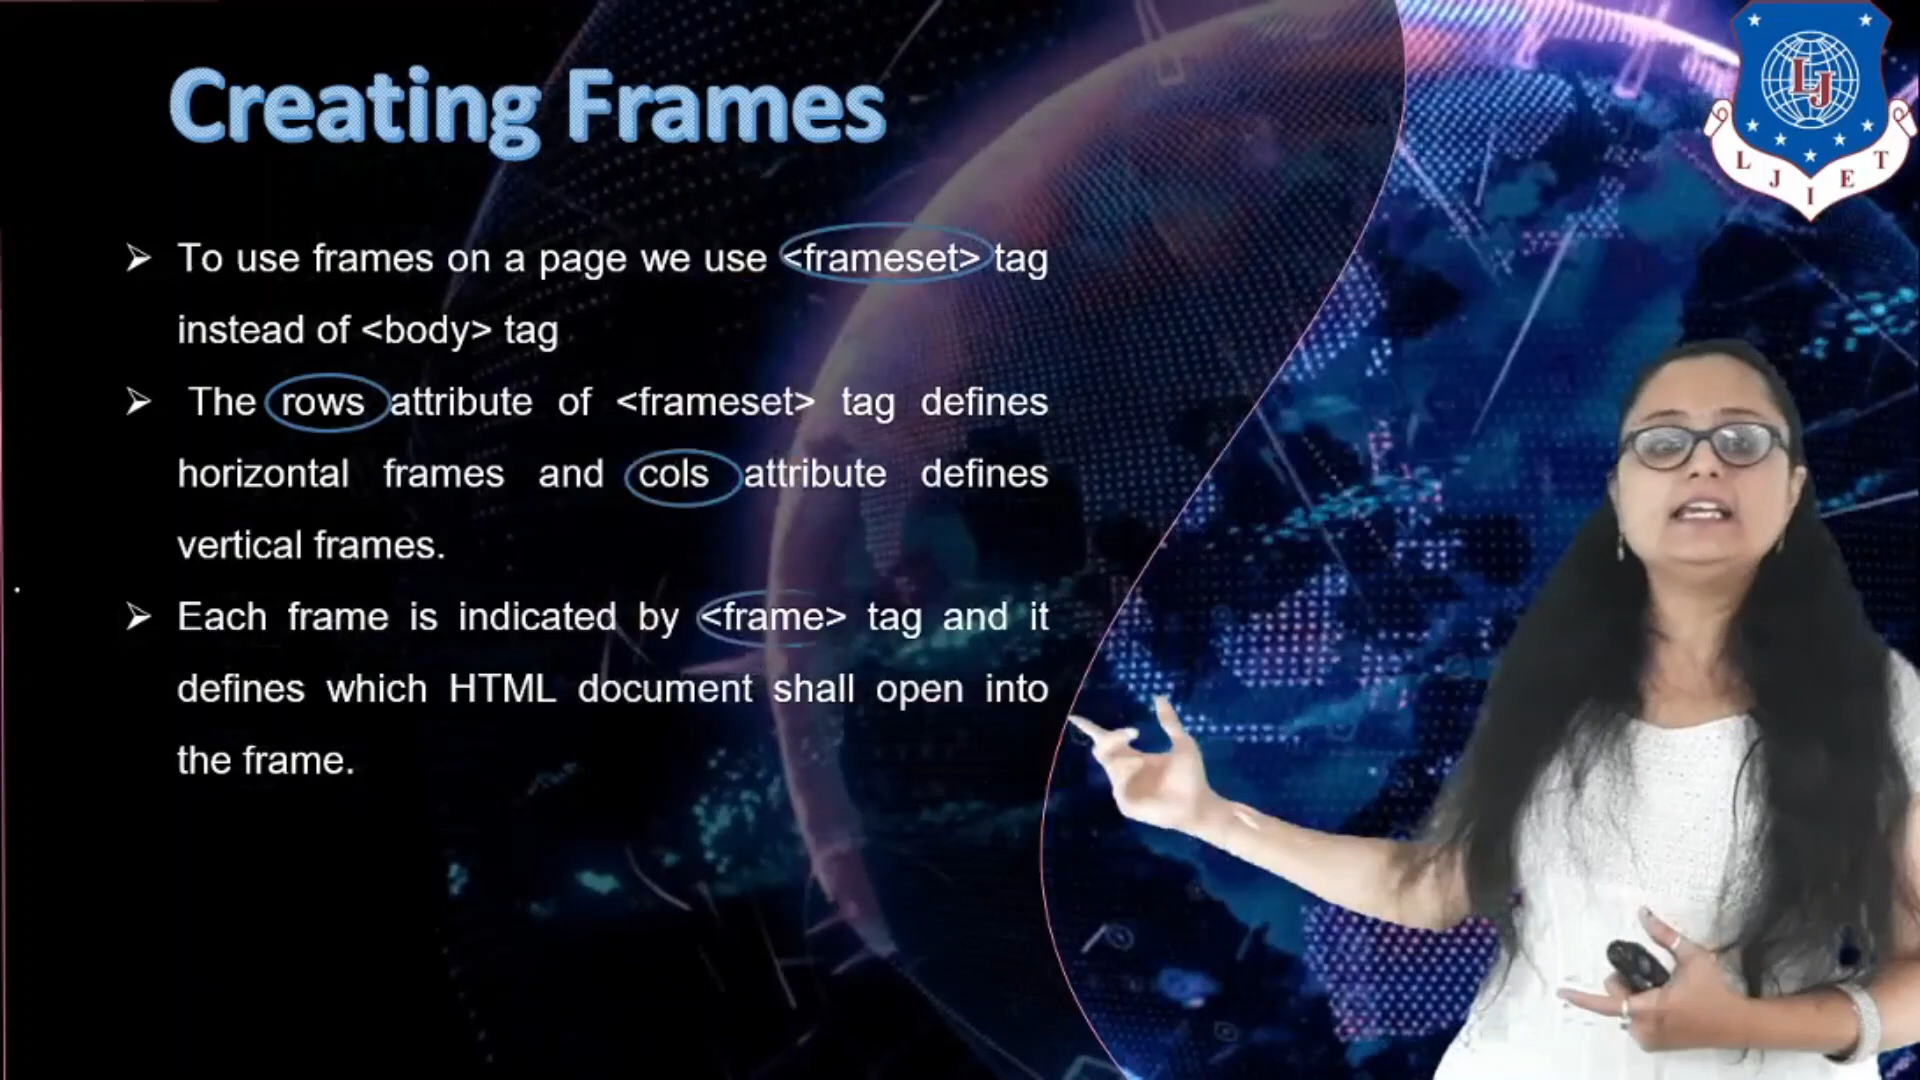 Creating Frames
➢ To use frames on a page we use <frameset> tag
instead of <body> tag
➢ The rows attribute of <frameset> tag defines
horizontal frames and cols attribute defines
vertical frames.
➢ Each frame is indicated by <frame> tag and it
defines which HTML document shall open into
the frame.
LJ
L J I E T